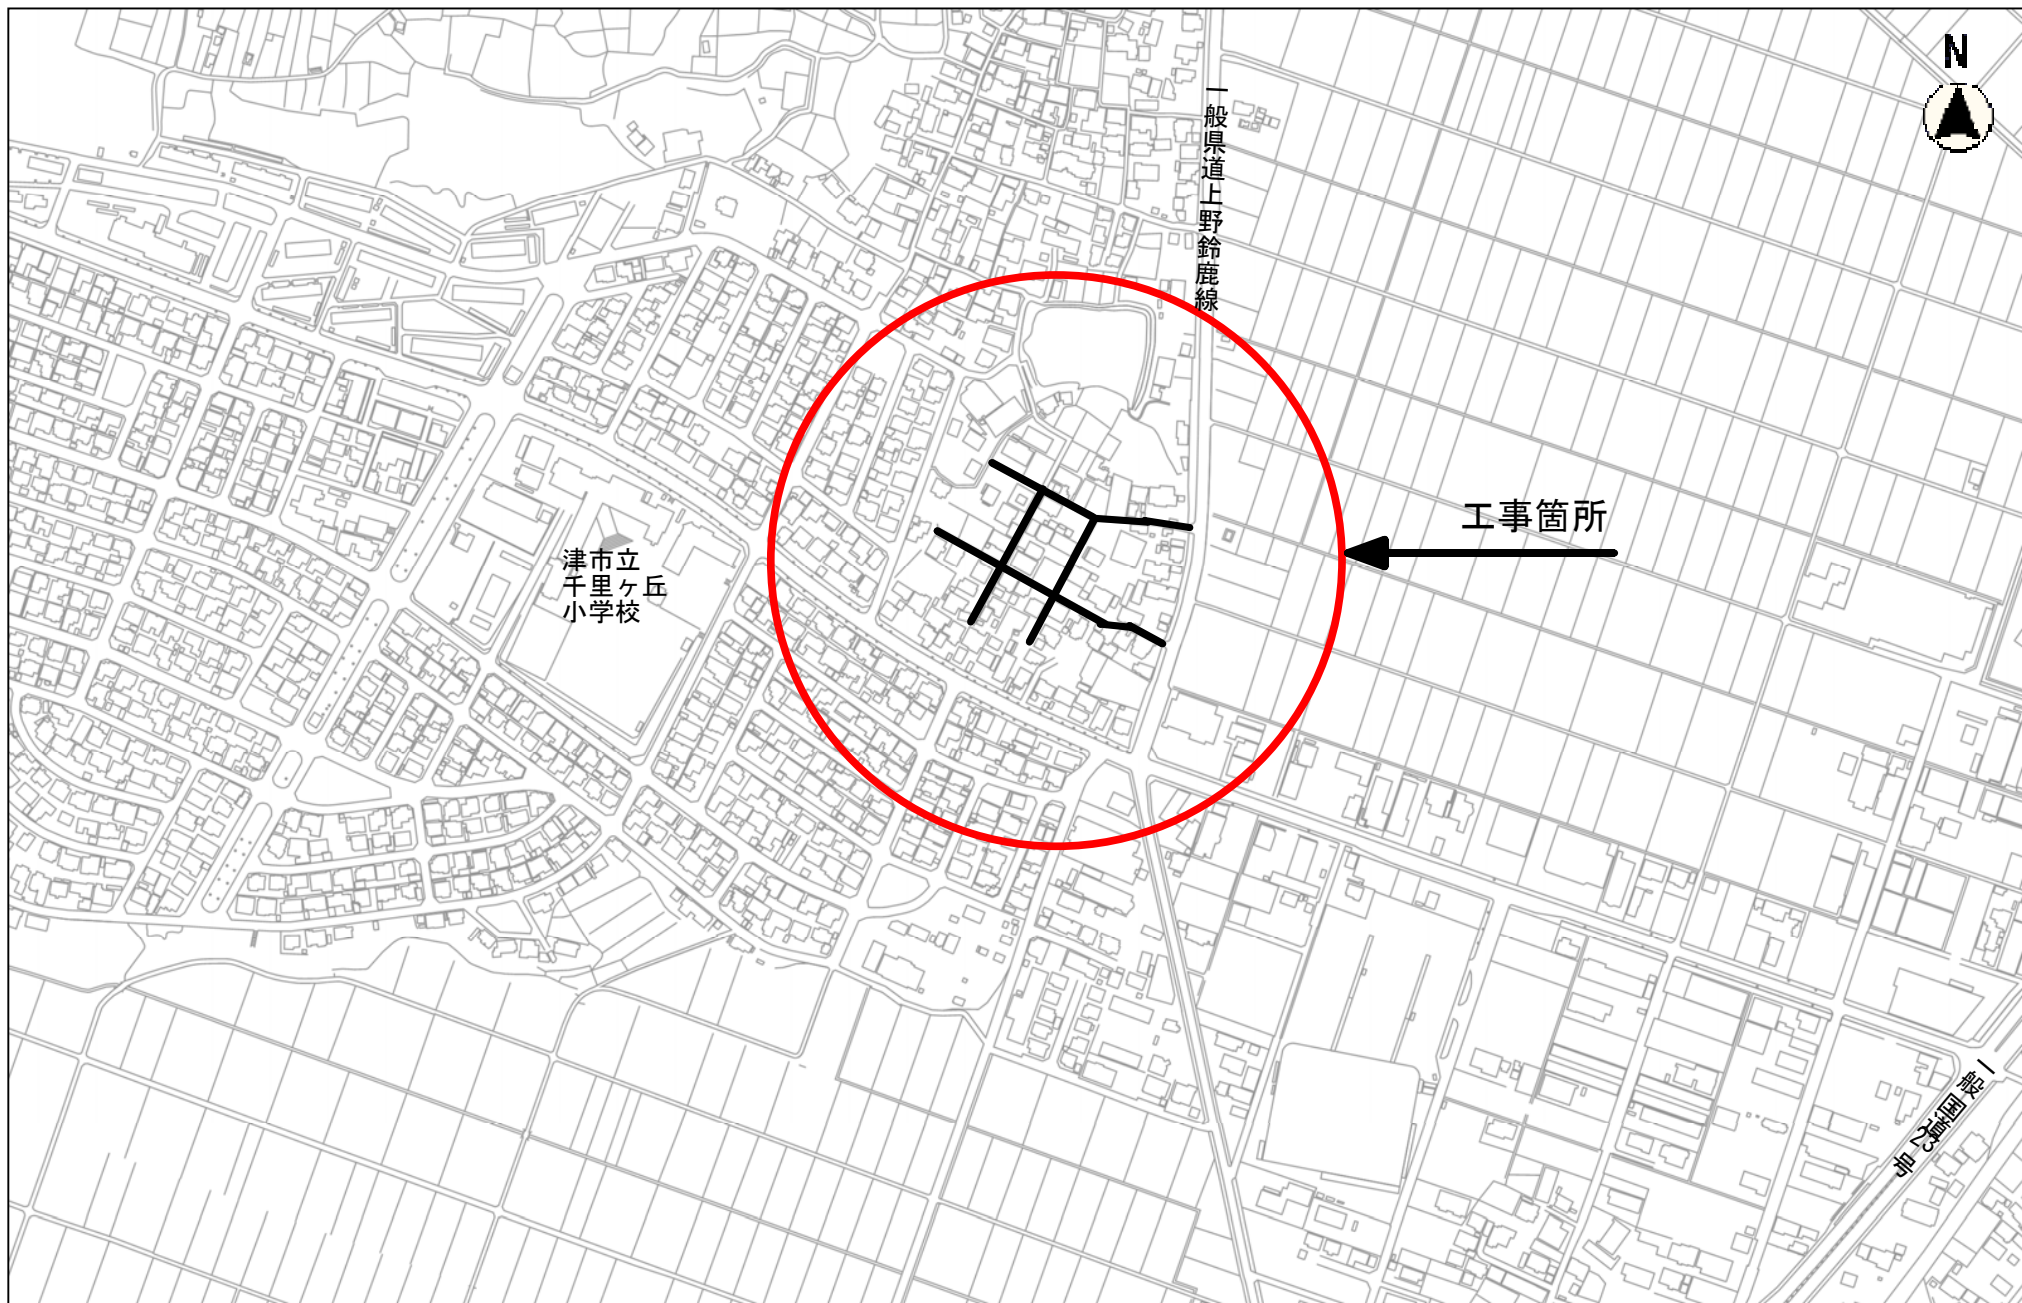 N
一般県道上野鈴鹿線
工事箇所
津市立
千里ヶ丘
小学校
一般国道23号